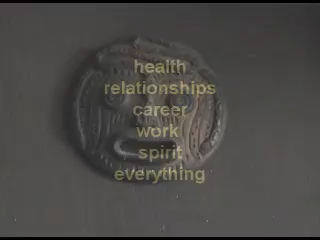 health
relationships
career
work
spirit
everything